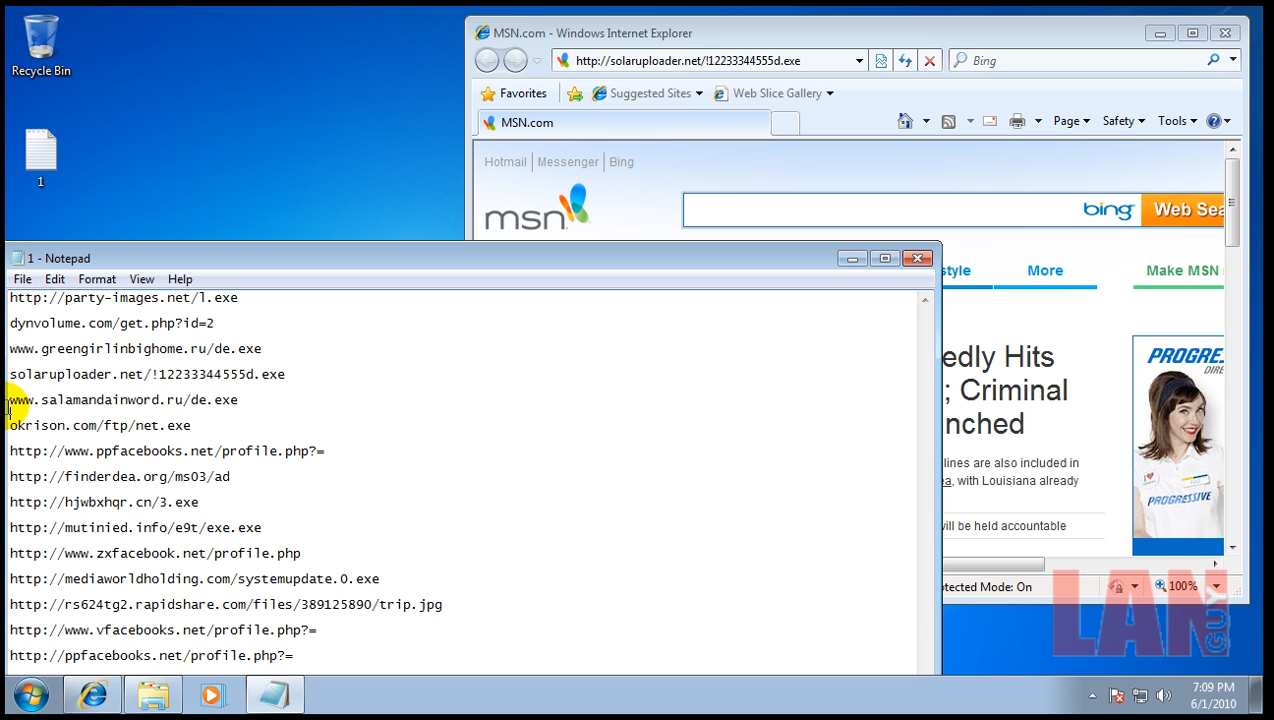 Recycle Bin
1
MSN.com - Windows Internet Explorer
http://solaruploader.net/!12233344555d.exe
Bing
Favorites
Suggested Sites
Web Slice Gallery
MSN.com
Page
Safety
Tools
Hotmail
Messenger
Bing
msn
bing
Web Sea
style
More
Make MSN
edly Hits
; Criminal
nched
lines are also included in
ea, with Louisiana already
will be held accountable
PROGRE
DIRE
PROGRESSIVE
otected Mode: On
100%
1 - Notepad
File Edit Format View Help
http://party-images.net/l.exe
dynvolume.com/get.php?id=2
www.greengirlinbighome.ru/de.exe
solaruploader.net/!12233344555d.exe
www.salamandainword.ru/de.exe
okrison.com/ftp/net.exe
http://www.ppfacebooks.net/profile.php?=
http://finderdea.org/ms03/ad
http://hjwbxhqr.cn/3.exe
http://mutinied.info/e9t/exe.exe
http://www.zxfacebook.net/profile.php
http://mediaworldholding.com/systemupdate.0.exe
http://rs624tg2.rapidshare.com/files/389125890/trip.jpg
http://www.vfacebooks.net/profile.php?=
http://ppfacebooks.net/profile.php?=
LAN
GUY
7:09 PM
6/1/2010